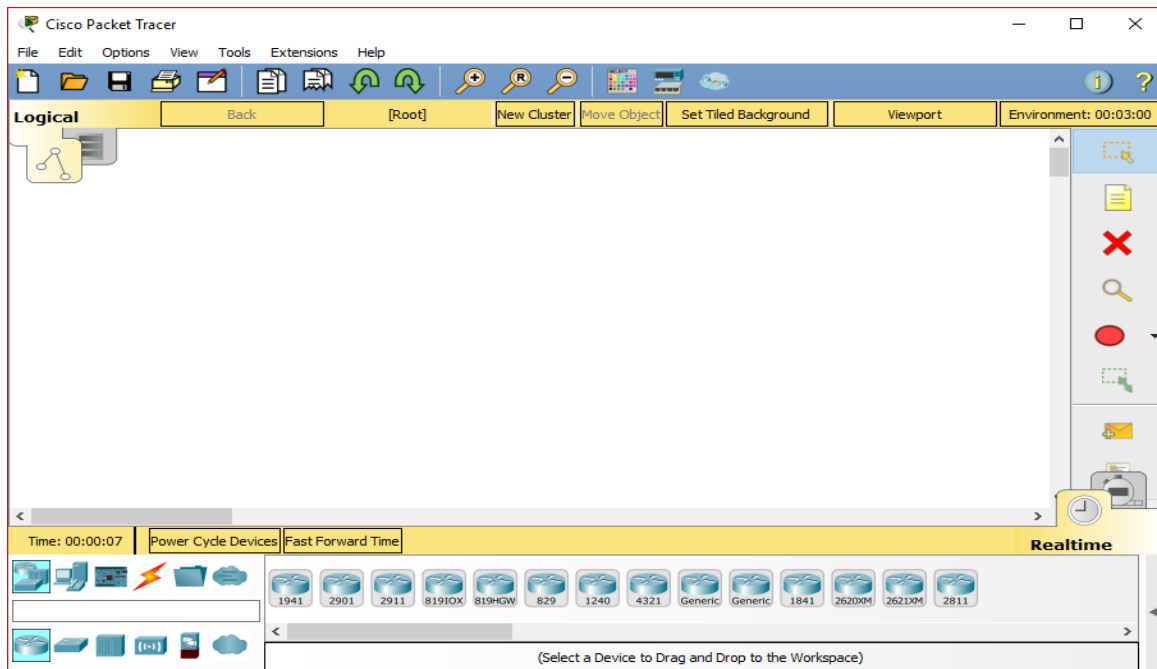 Cisco Packet Tracer
File Edit Options View Tools Extensions Help
Logical Back [Root] New Cluster Move Object Set Tiled Background Viewport Environment: 00:03:00
Time: 00:00:07 Power Cycle Devices Fast Forward Time
Realtime
1941 2901 2911 819IOX 819HGW 829 1240 4321 Generic Generic 1841 2620XM 2621XM 2811
(Select a Device to Drag and Drop to the Workspace)